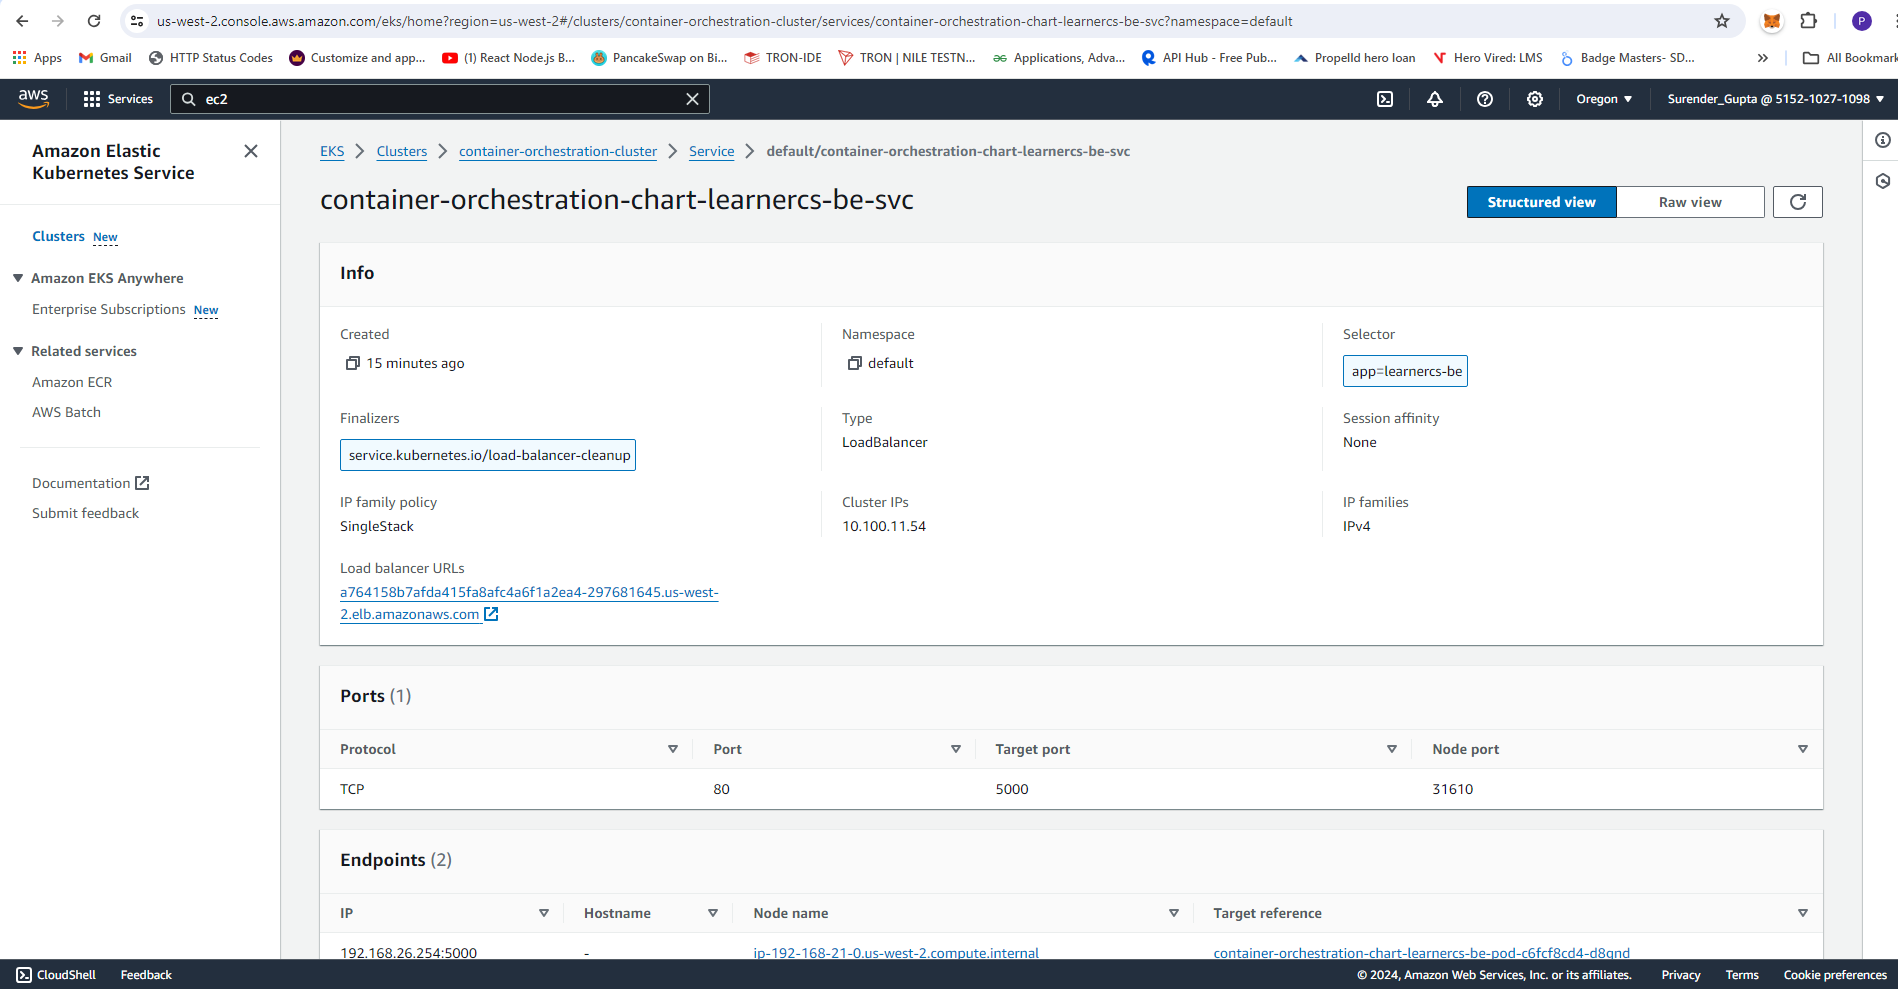 us-west-2.console.aws.amazon.com/eks/home?region=us-west-2#/clusters/container-orchestration-cluster/services/container-orchestration-chart-learnercs-be-svc?namespace=default
P
Apps Gmail HTTP Status Codes Customize and app... (1) React Node.js B... PancakeSwap on Bi... TRON-IDE TRON | NILE TESTN... Applications, Adva... API Hub - Free Pub... Propelld hero loan Hero Vired: LMS Badge Masters- SD... » All Bookmark
aws Services ec2 Oregon Surender_Gupta @ 5152-1027-1098
Amazon Elastic
Kubernetes Service
Clusters New
Amazon EKS Anywhere
Enterprise Subscriptions New
Related services
Amazon ECR
AWS Batch
Documentation
Submit feedback
EKS Clusters container-orchestration-cluster Service default/container-orchestration-chart-learnercs-be-svc
container-orchestration-chart-learnercs-be-svc
Structured view Raw view
Info
Created Namespace Selector
15 minutes ago default app=learnercs-be
Finalizers Type Session affinity
service.kubernetes.io/load-balancer-cleanup LoadBalancer None
IP family policy Cluster IPs IP families
SingleStack 10.100.11.54 IPv4
Load balancer URLs
a764158b7afda415fa8afc4a6f1a2ea4-297681645.us-west-
2.elb.amazonaws.com
Ports (1)
Protocol Port Target port Node port
TCP 80 5000 31610
Endpoints (2)
IP Hostname Node name Target reference
192.168.26.254:5000 - ip-192-168-21-0.us-west-2.compute.internal container-orchestration-chart-learnercs-be-pod-c6fcf8cd4-d8qnd
CloudShell Feedback © 2024, Amazon Web Services, Inc. or its affiliates. Privacy Terms Cookie preferences